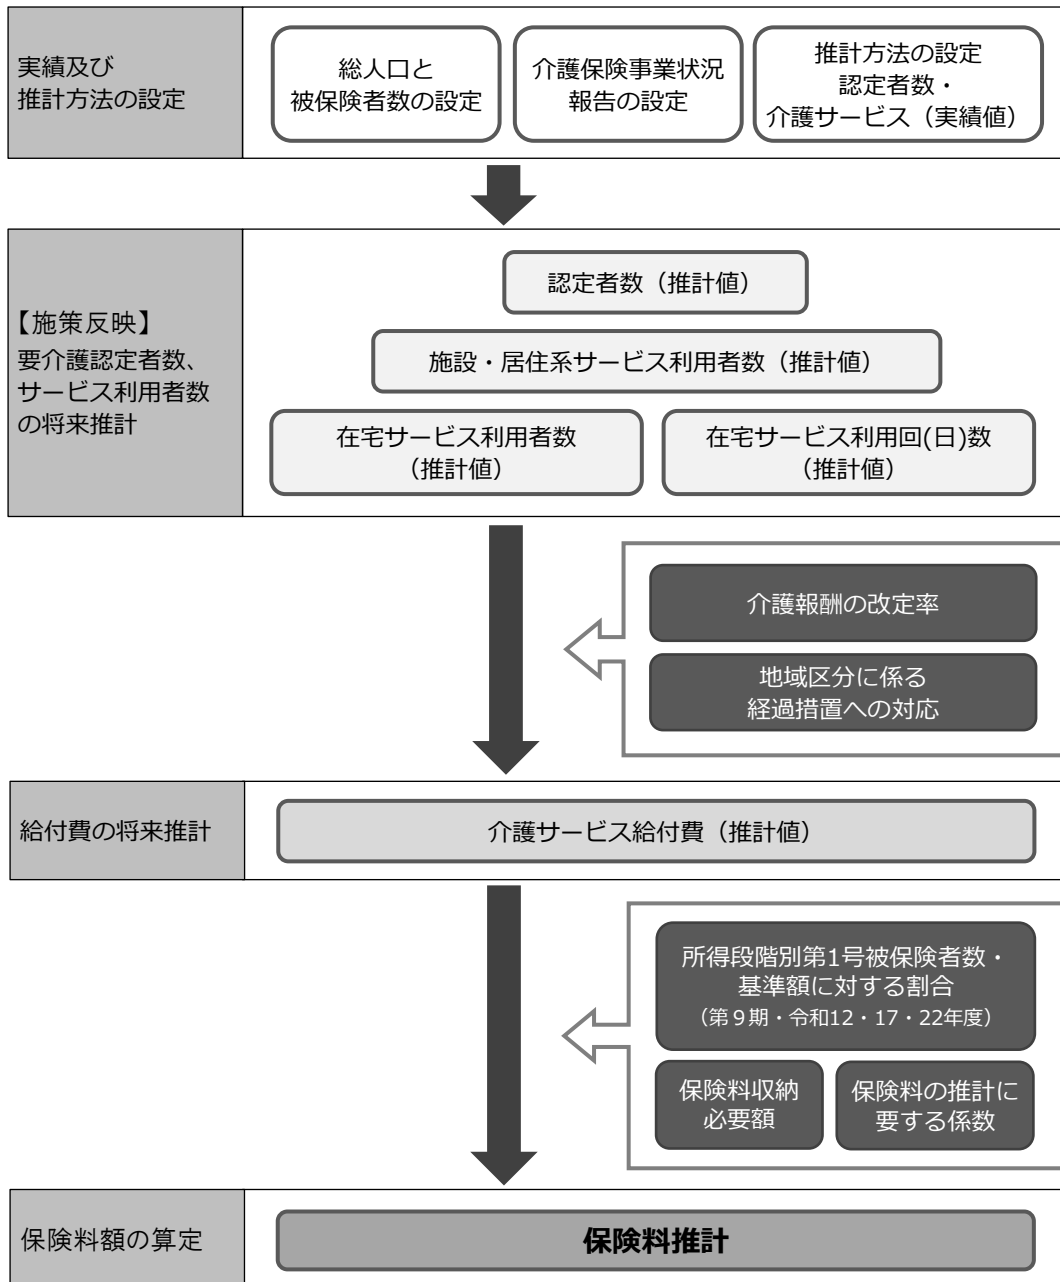 実績及び
推計方法の設定
総人口と
被保険者数の設定
介護保険事業状況
報告の設定
推計方法の設定
認定者数・
介護サービス（実績値）
【施策反映】
要介護認定者数、
サービス利用者数
の将来推計
認定者数（推計値）
施設・居住系サービス利用者数（推計値）
在宅サービス利用者数
（推計値）
在宅サービス利用回(日)数
（推計値）
介護報酬の改定率
地域区分に係る
経過措置への対応
給付費の将来推計
介護サービス給付費（推計値）
所得段階別第1号被保険者数・
基準額に対する割合
（第９期・令和12・17・22年度）
保険料収納
必要額
保険料の推計に
要する係数
保険料額の算定
保険料推計